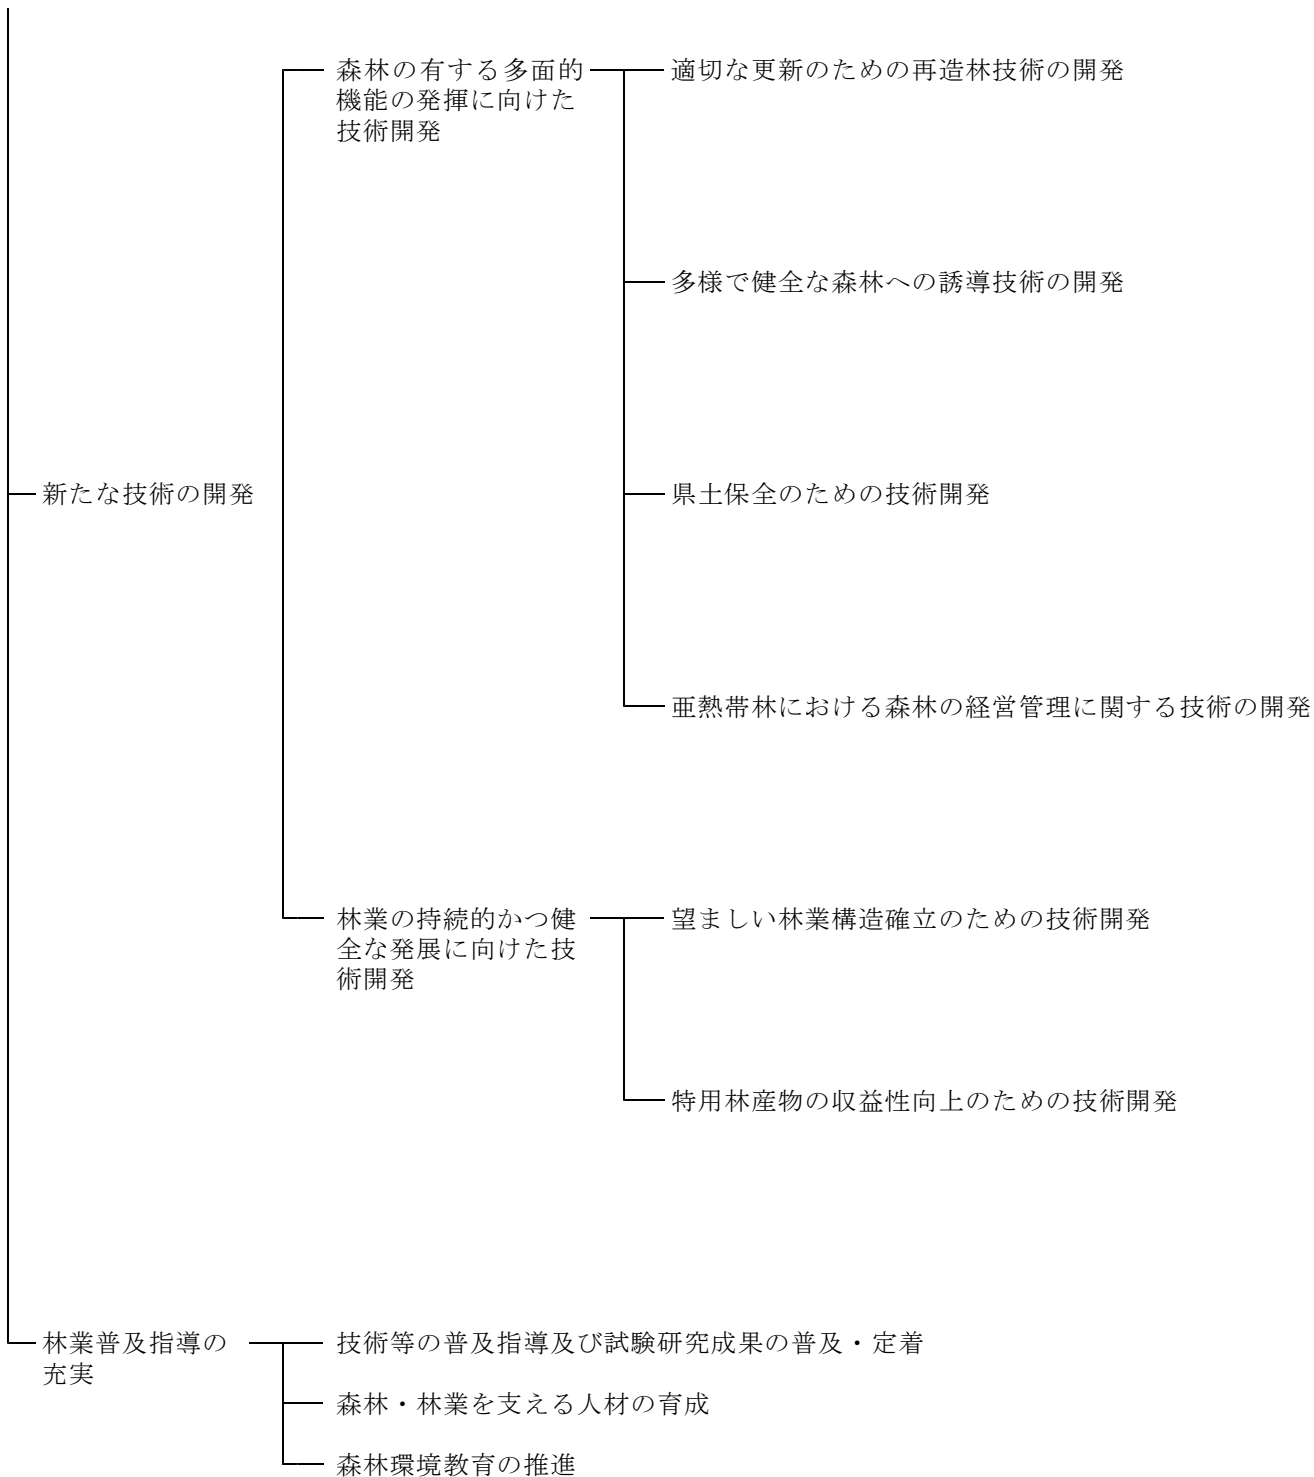 森林の有する多面的
機能の発揮に向けた
技術開発
適切な更新のための再造林技術の開発
多様で健全な森林への誘導技術の開発
新たな技術の開発
県土保全のための技術開発
亜熱帯林における森林の経営管理に関する技術の開発
林業の持続的かつ健
全な発展に向けた技
術開発
望ましい林業構造確立のための技術開発
特用林産物の収益性向上のための技術開発
林業普及指導の
充実
技術等の普及指導及び試験研究成果の普及・定着
森林・林業を支える人材の育成
森林環境教育の推進